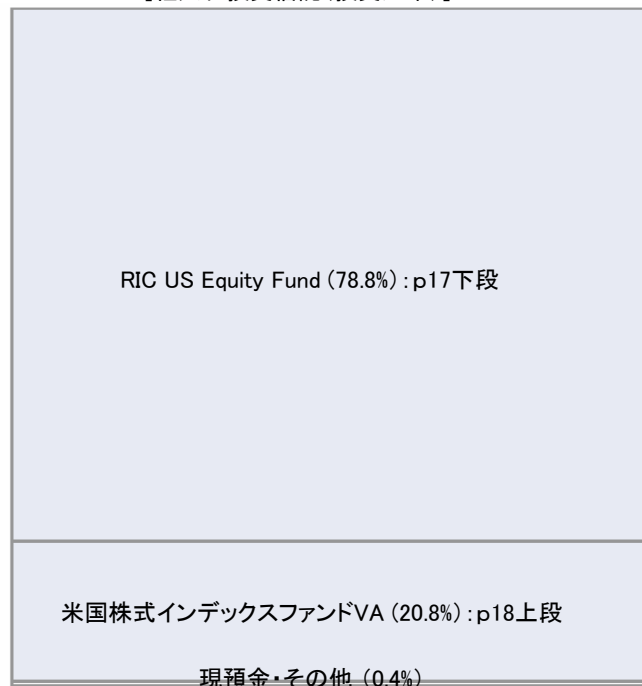 RIC US Equity Fund (78.8%)：p17下段
米国株式インデックスファンドVA (20.8%)：p18上段
現預金・その他 (0.4%)